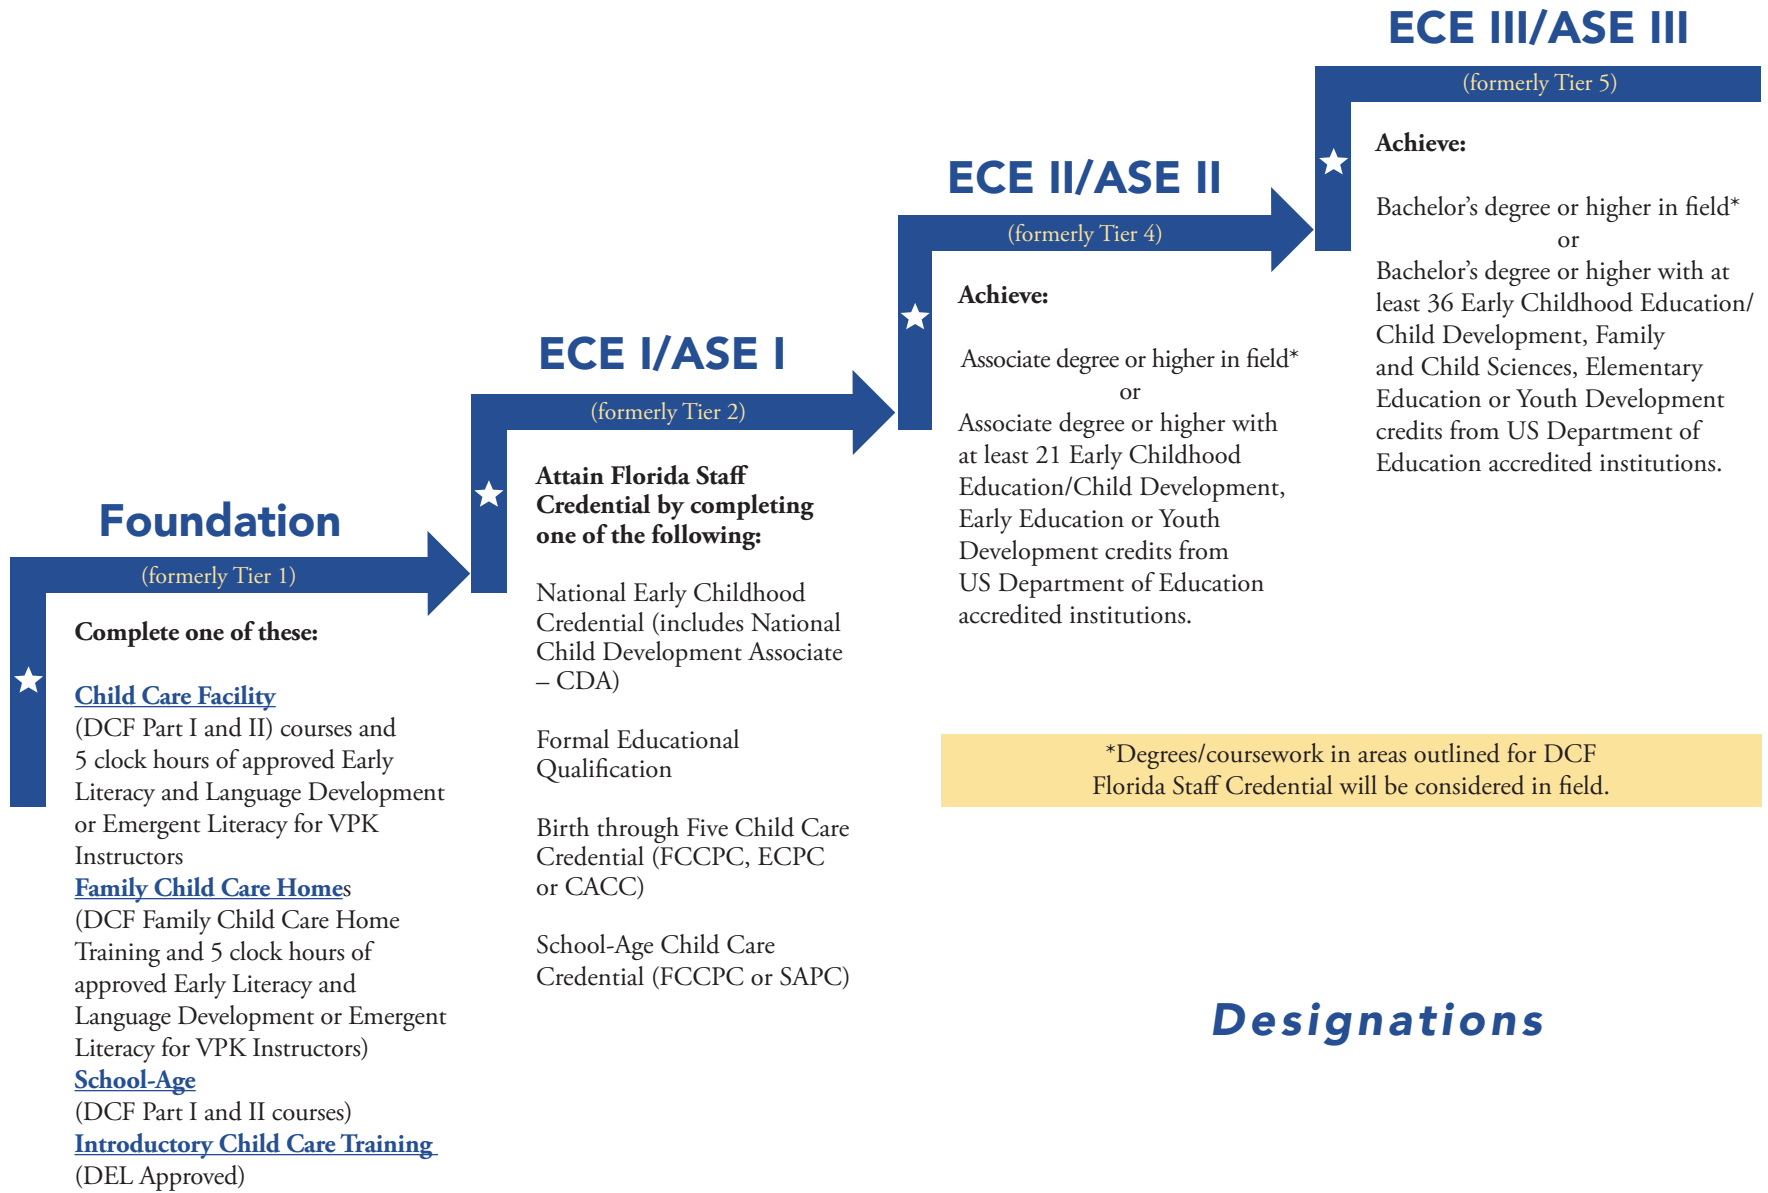 Foundation
(formerly Tier 1)
Complete one of these:
Child Care Facility
(DCF Part I and II) courses and
5 clock hours of approved Early
Literacy and Language Development
or Emergent Literacy for VPK
Instructors
Family Child Care Homes
(DCF Family Child Care Home
Training and 5 clock hours of
approved Early Literacy and
Language Development or Emergent
Literacy for VPK Instructors)
School-Age
(DCF Part I and II courses)
Introductory Child Care Training
(DEL Approved)
ECE I/ASE I
(formerly Tier 2)
Attain Florida Staff
Credential by completing
one of the following:
National Early Childhood
Credential (includes National
Child Development Associate
– CDA)
Formal Educational
Qualification
Birth through Five Child Care
Credential (FCCPC, ECPC
or CACC)
School-Age Child Care
Credential (FCCPC or SAPC)
ECE II/ASE II
(formerly Tier 4)
Achieve:
Associate degree or higher in field*
or
Associate degree or higher with
at least 21 Early Childhood
Education/Child Development,
Early Education or Youth
Development credits from
US Department of Education
accredited institutions.
ECE III/ASE III
(formerly Tier 5)
Achieve:
Bachelor's degree or higher in field*
or
Bachelor's degree or higher with at
least 36 Early Childhood Education/
Child Development, Family
and Child Sciences, Elementary
Education or Youth Development
credits from US Department of
Education accredited institutions.
*Degrees/coursework in areas outlined for DCF
Florida Staff Credential will be considered in field.
Designations